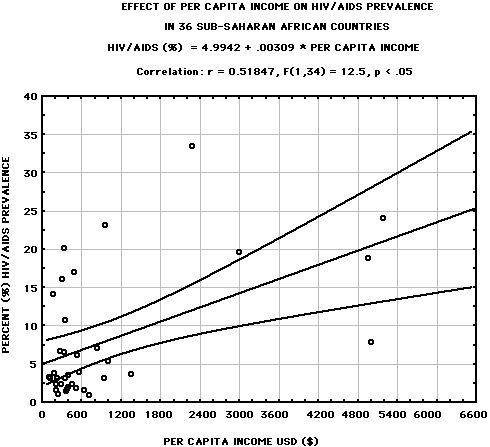 EFFECT OF PER CAPITA INCOME ON HIV/AIDS PREVALENCE
IN 36 SUB-SAHARAN AFRICAN COUNTRIES
HIV/AIDS (%) = 4.9942 + .00309 * PER CAPITA INCOME
Correlation: r = 0.51847, F(1,34) = 12.5, p < .05
PERCENT (%) HIV/AIDS PREVALENCE
40
35
30
25
20
15
10
5
0
0 600 1200 1800 2400 3000 3600 4200 4800 5400 6000 6600
PER CAPITA INCOME USD ($)